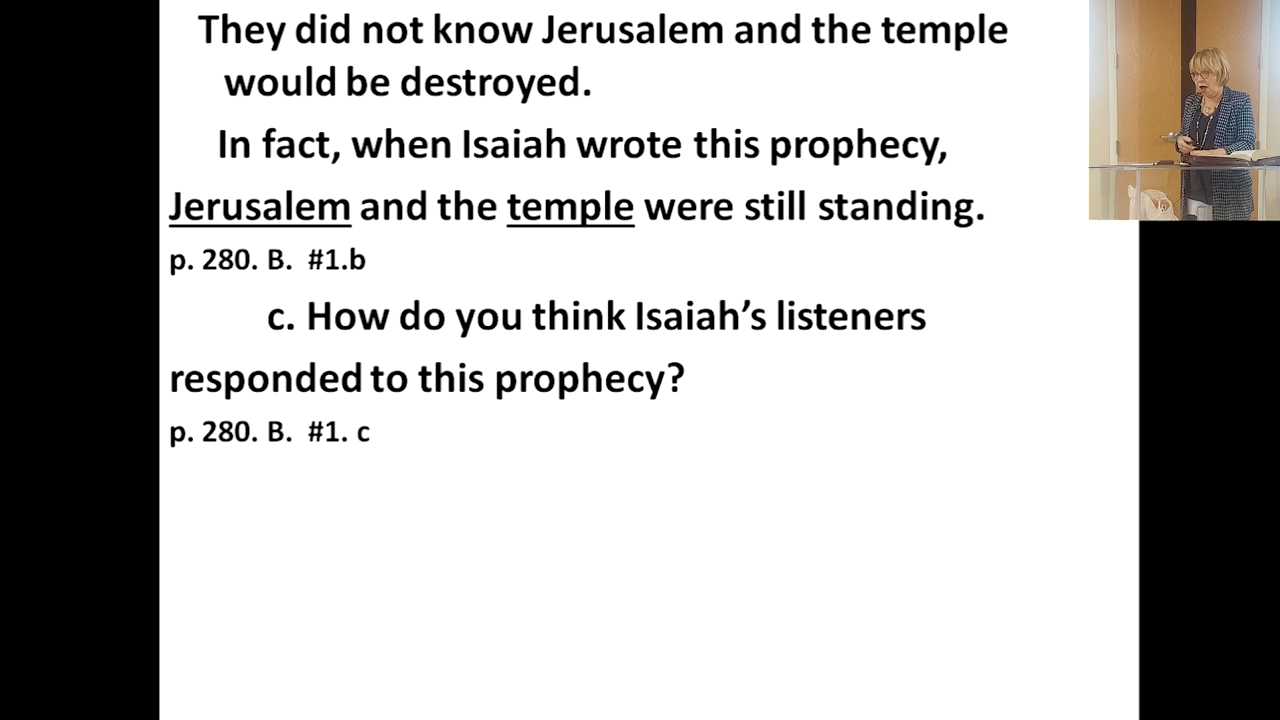 They did not know Jerusalem and the temple
would be destroyed.
In fact, when Isaiah wrote this prophecy,
Jerusalem and the temple were still standing.
p. 280. B. #1.b
c. How do you think Isaiah’s listeners
responded to this prophecy?
p. 280. B. #1. c